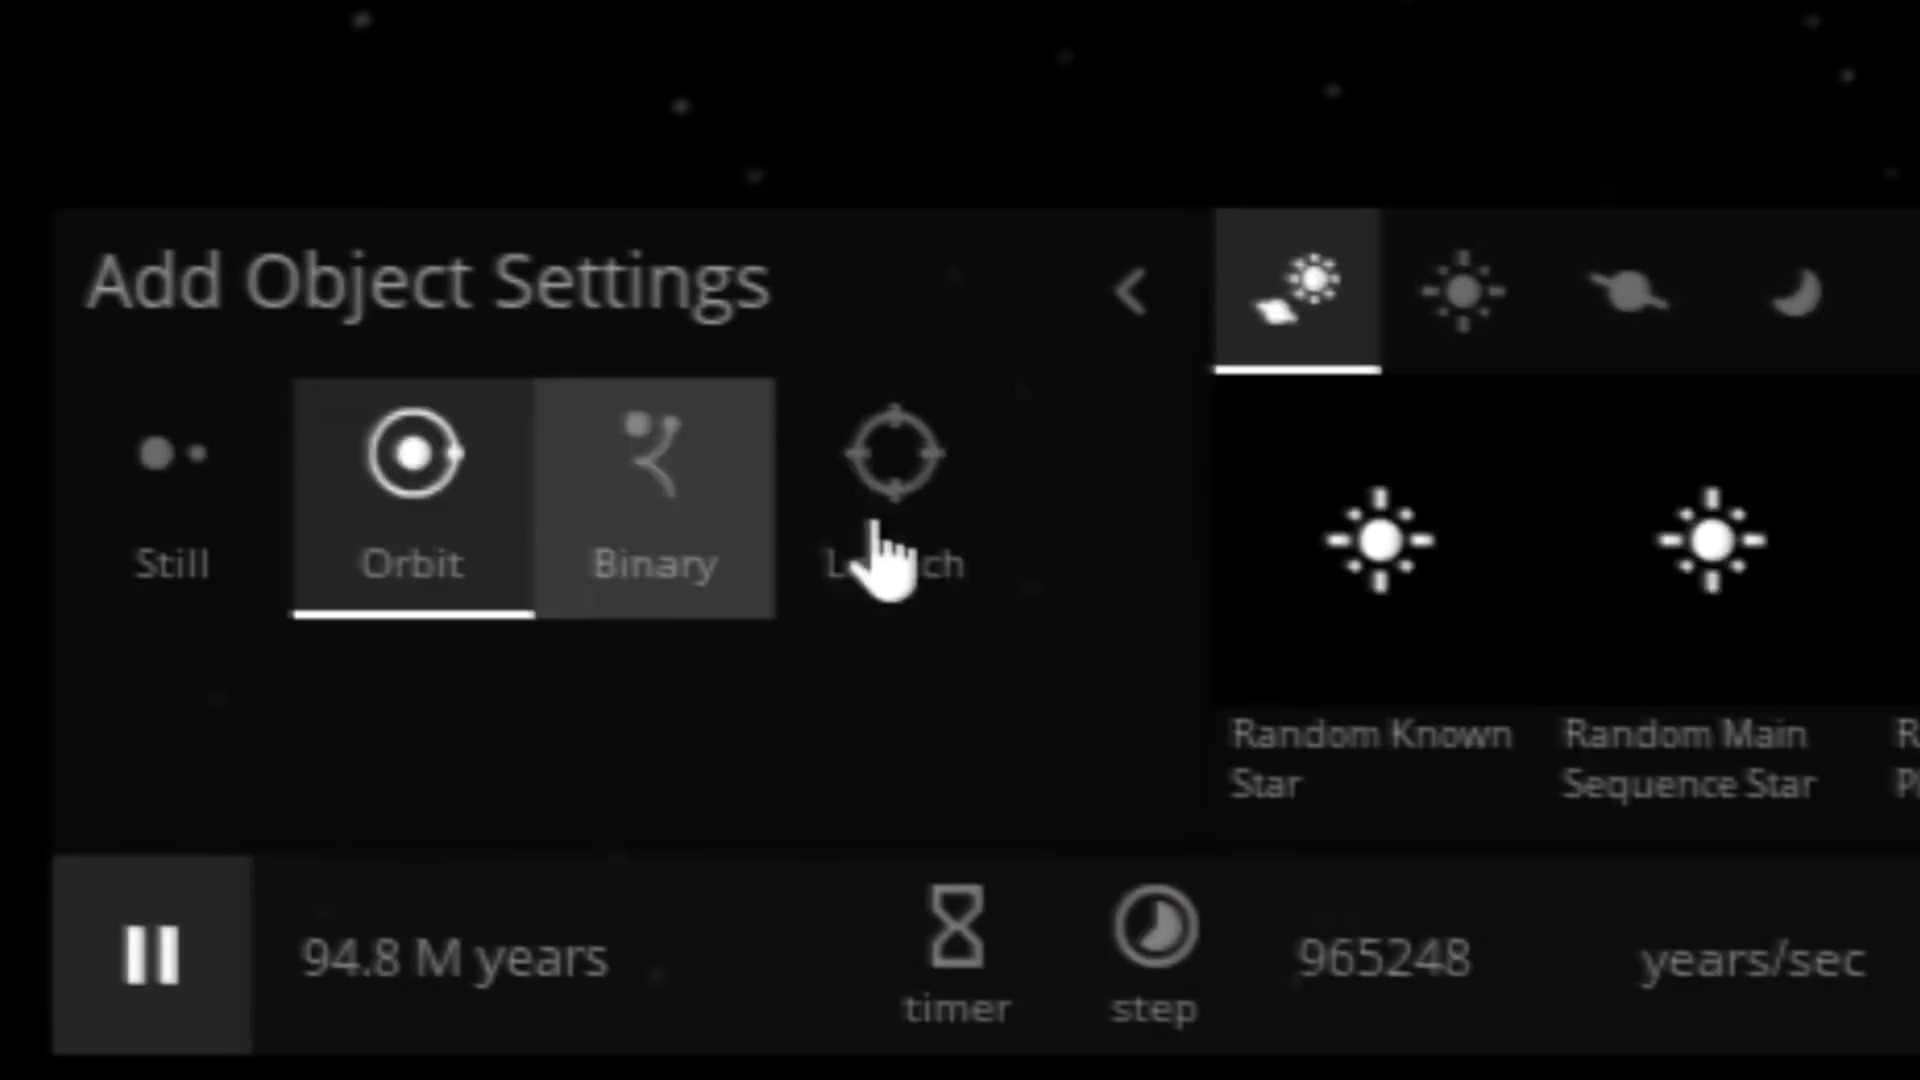 Add Object Settings
Still
Orbit
Binary
Random Known
Star
Random Main
Sequence Star
94.8 M years
timer
step
965248
years/sec